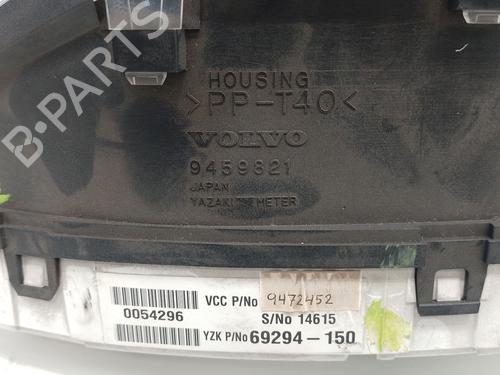 HOUSING
>PP-T40<
VOLVO
9459821
JAPAN
YAZAKI METER
VCC P/No 9472452
0054296 S/No 14615
YZK P/No 69294-150
B-PARTS